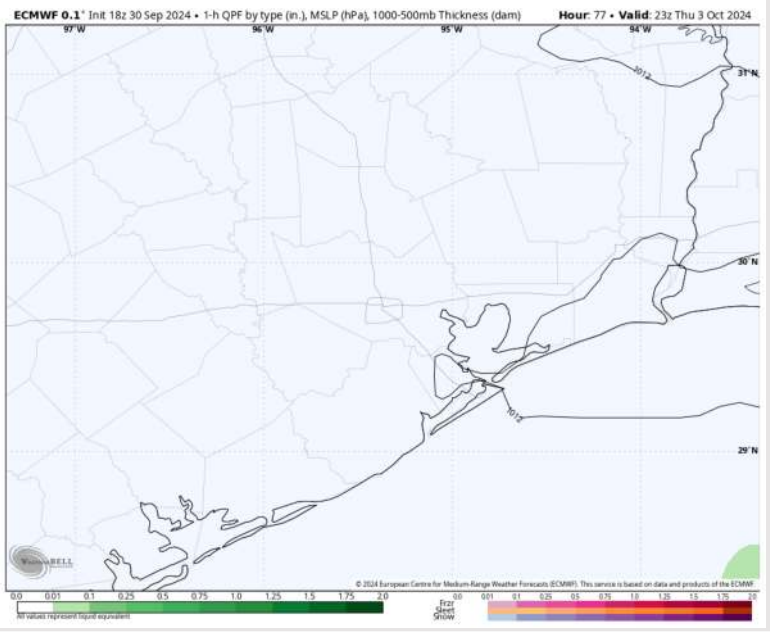 ECMWF 0.1° Init 18z 30 Sep 2024 • 1-h QPF by type (in.), MSLP (hPa), 1000-500mb Thickness (dam) Hour: 77 • Valid: 23z Thu 3 Oct 2024
97°W 96°W 95°W 94°W
1012
31°N
30°N
1012
29°N
WeatherBELL
© 2024 European Centre for Medium-Range Weather Forecasts (ECMWF). This service is based on data and products of the ECMWF
0.0 0.01 0.1 0.25 0.50 0.75 1.0 1.25 1.5 1.75 2.0 0.0 0.01 0.1 0.25 0.50 0.75 1.0 1.25 1.5 1.75 2.0
All values represent liquid equivalent
Frzr
Sleet
Snow